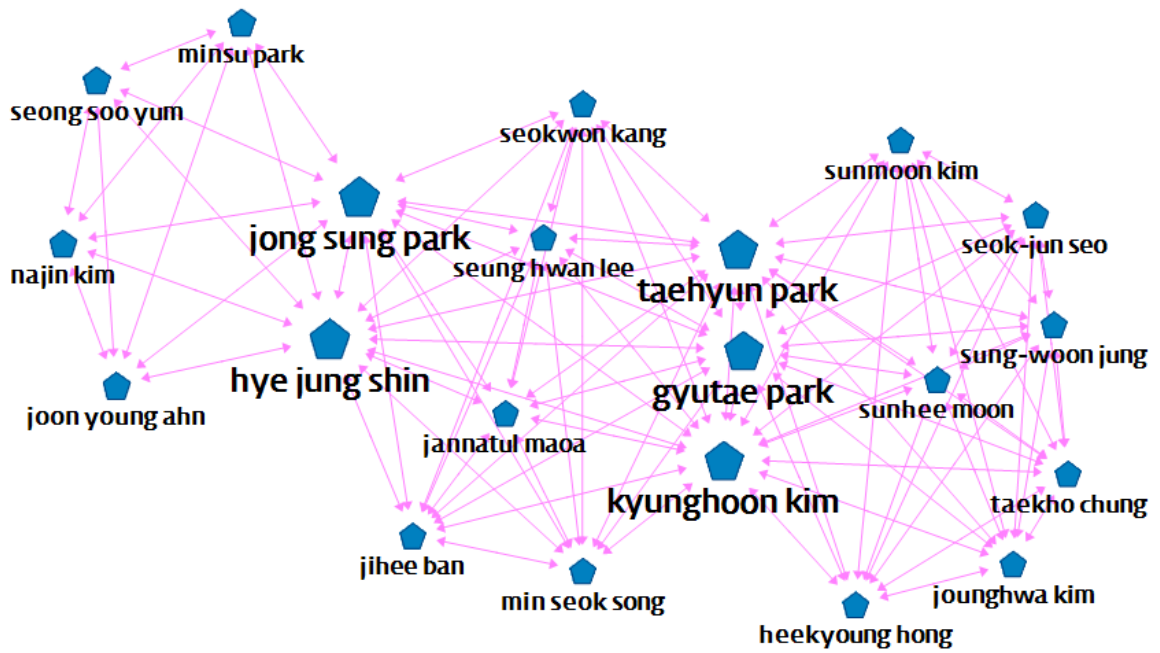 minsu park
seong soo yum
seokwon kang
sunmoon kim
jong sung park
seok-jun seo
najin kim
seung hwan lee
taehyun park
sung-woon jung
hye jung shin
gyutae park
joon young ahn
sunhee moon
jannatul maoa
kyunghoon kim
taekho chung
jihee ban
min seok song
jounghwa kim
heekyoung hong